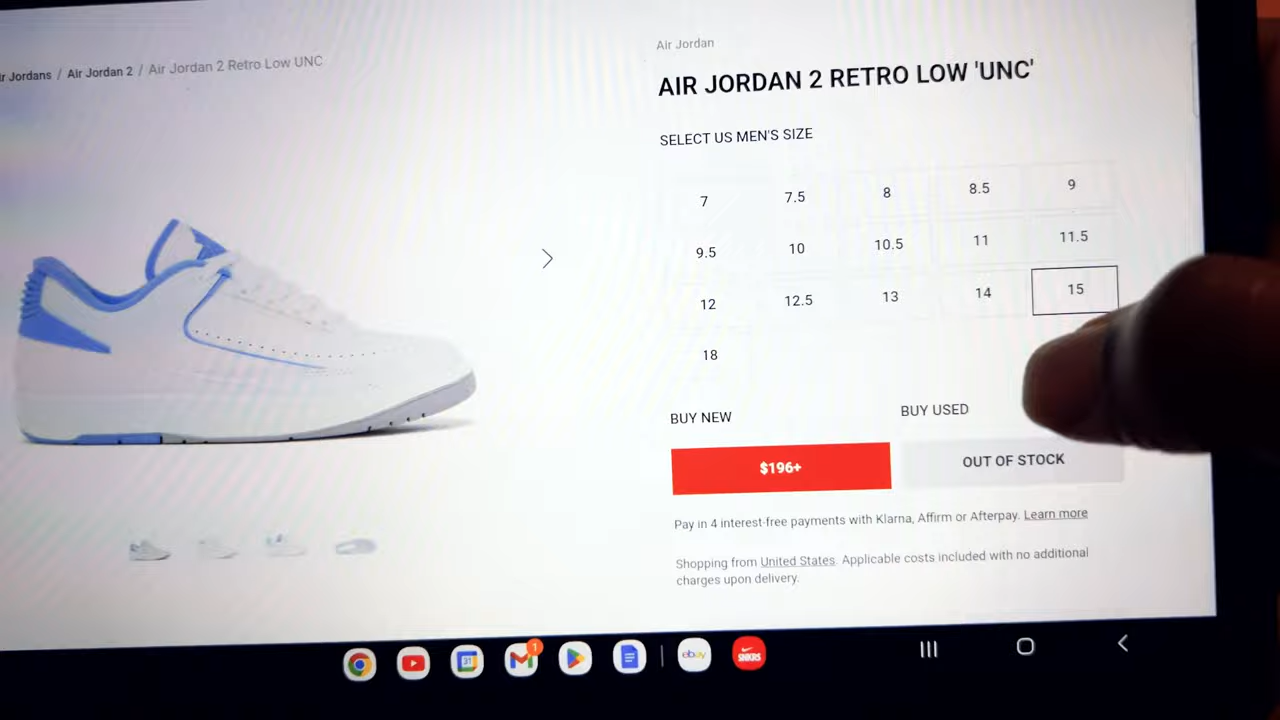 ir Jordans / Air Jordan 2 / Air Jordan 2 Retro Low UNC
Air Jordan
AIR JORDAN 2 RETRO LOW 'UNC'
SELECT US MEN'S SIZE
7 7.5 8 8.5 9
9.5 10 10.5 11 11.5
12 12.5 13 14 15
18
BUY NEW BUY USED
$196+ OUT OF STOCK
Pay in 4 interest-free payments with Klarna, Affirm or Afterpay. Learn more
Shopping from United States. Applicable costs included with no additional
charges upon delivery.
31 1 ebay SNKRS